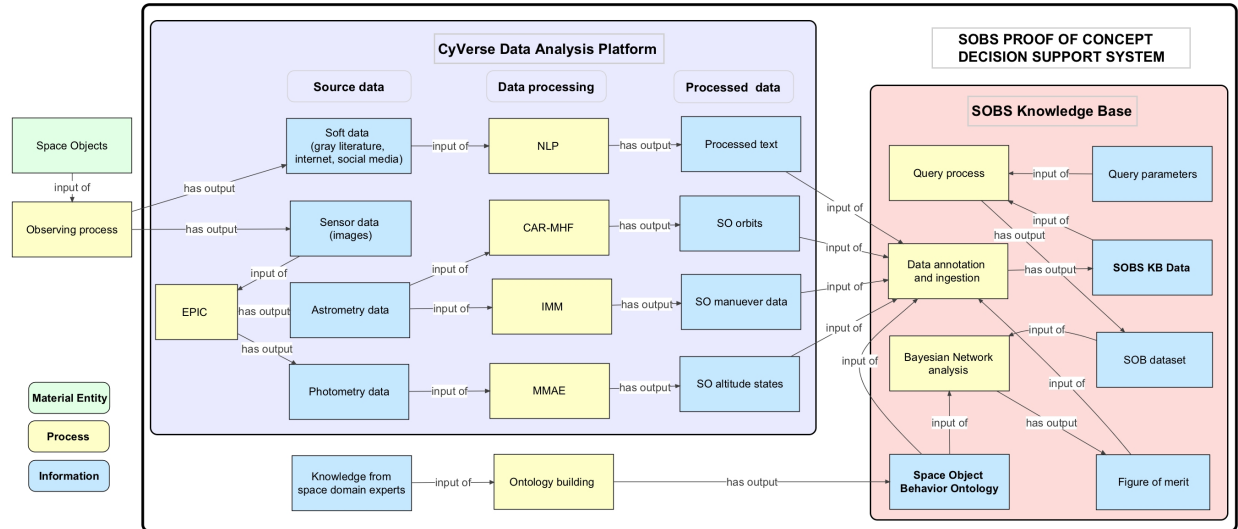 CyVerse Data Analysis Platform
SOBS PROOF OF CONCEPT
DECISION SUPPORT SYSTEM
Source data
Data processing
Processed data
SOBS Knowledge Base
Space Objects
input of
Observing process
has output
has output
Soft data
(gray literature,
internet, social media)
input of
NLP
has output
Processed text
input of
Sensor data
(images)
input of
CAR-MHF
has output
SO orbits
input of
EPIC
has output
has output
Astrometry data
input of
input of
IMM
has output
SO manuever data
input of
Photometry data
input of
MMAE
has output
SO altitude states
input of
Query process
input of
Query parameters
input of
has output
Data annotation
and ingestion
has output
SOBS KB Data
input of
input of
Bayesian Network
analysis
SOB dataset
input of
input of
has output
Knowledge from
space domain experts
input of
Ontology building
has output
Space Object
Behavior Ontology
Figure of merit
Material Entity
Process
Information